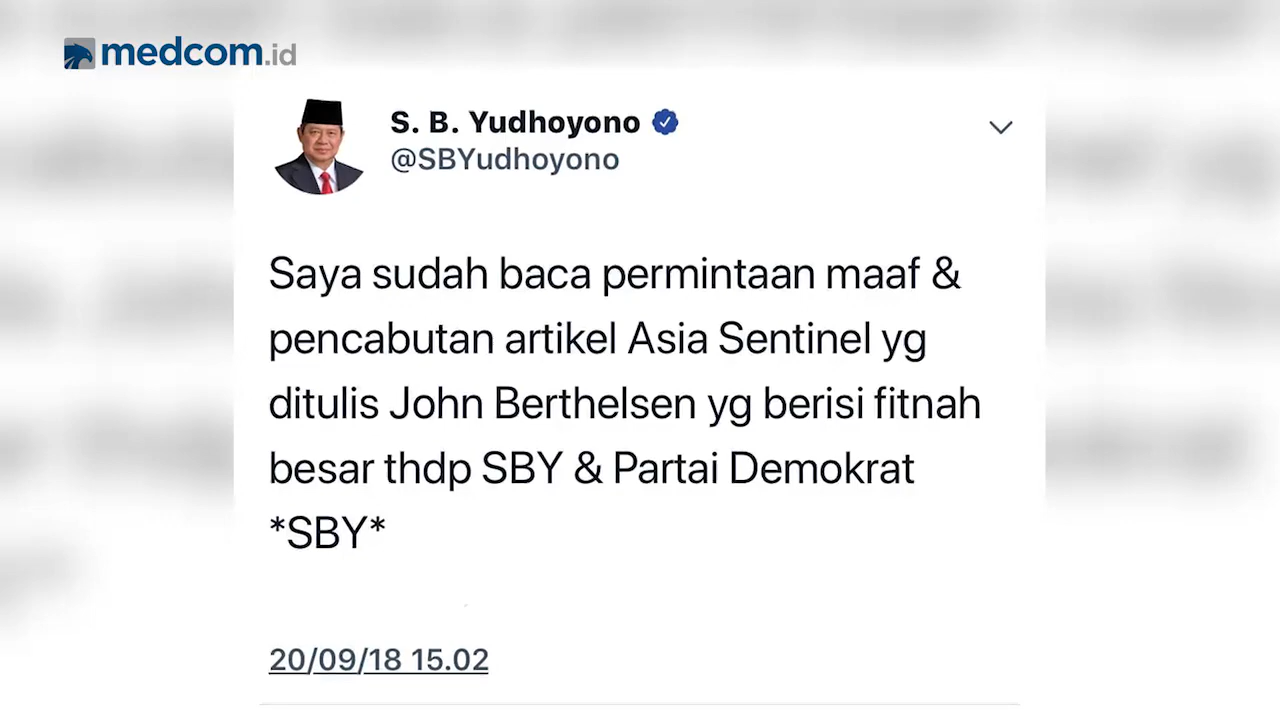 medcom.id
S. B. Yudhoyono
@SBYudhoyono
Saya sudah baca permintaan maaf &
pencabutan artikel Asia Sentinel yg
ditulis John Berthelsen yg berisi fitnah
besar thdp SBY & Partai Demokrat
*SBY*
20/09/18 15.02